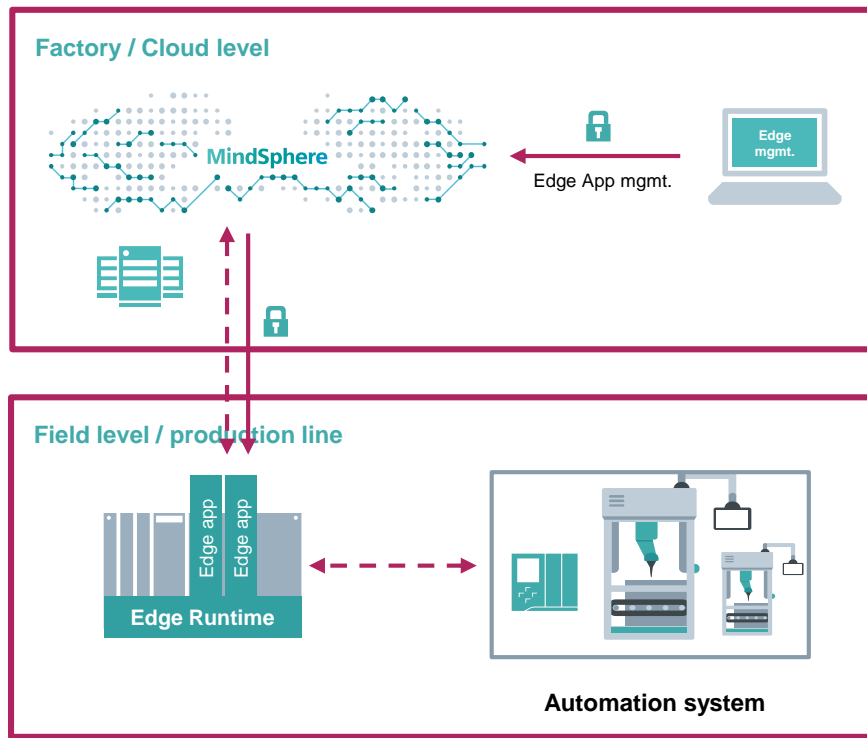 Factory / Cloud level
MindSphere
Edge App mgmt.
Edge
mgmt.
Field level / production line
Edge app
Edge app
Edge Runtime
Automation system